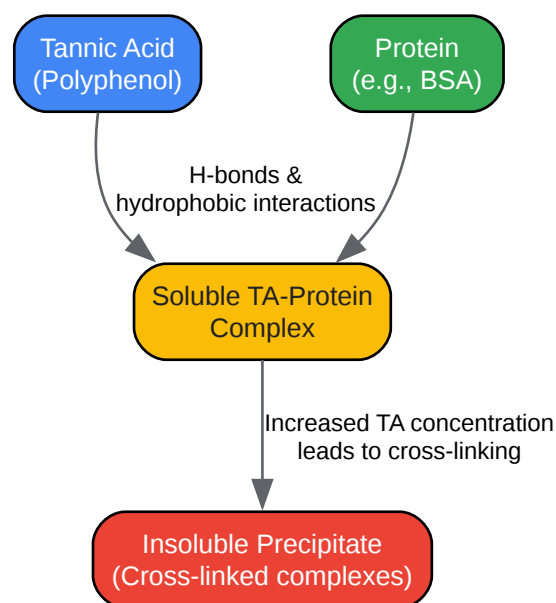 Tannic Acid
(Polyphenol)
Protein
(e.g., BSA)
H-bonds &
hydrophobic interactions
Soluble TA-Protein
Complex
Increased TA concentration
leads to cross-linking
Insoluble Precipitate
(Cross-linked complexes)